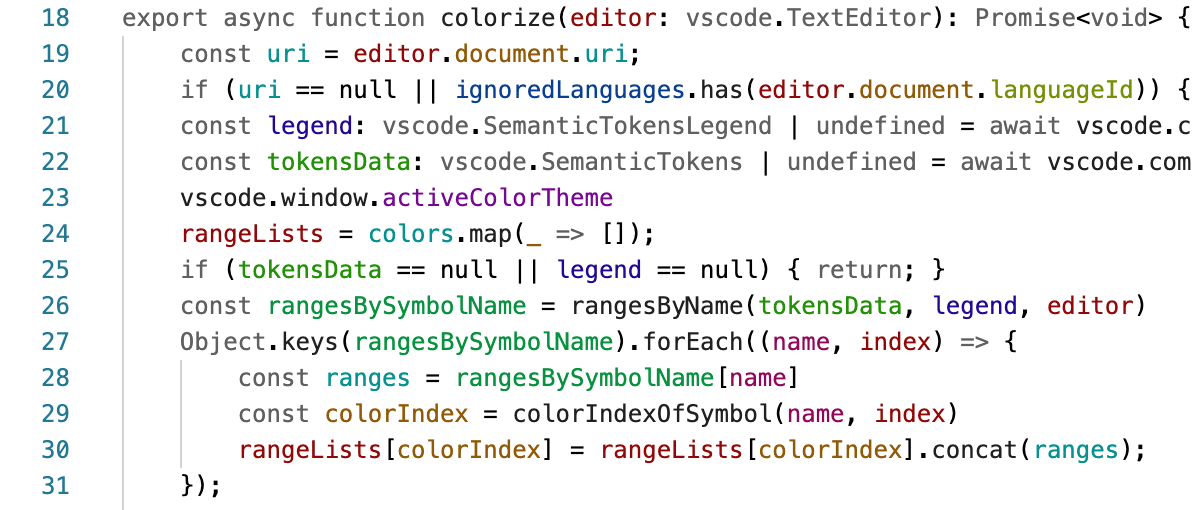 18 export async function colorize(editor: vscode.TextEditor): Promise<void> {
19 const uri = editor.document.uri;
20 if (uri == null || ignoredLanguages.has(editor.document.languageId)) {
21 const legend: vscode.SemanticTokensLegend | undefined = await vscode.c
22 const tokensData: vscode.SemanticTokens | undefined = await vscode.com
23 vscode.window.activeColorTheme
24 rangeLists = colors.map(_ => []);
25 if (tokensData == null || legend == null) { return; }
26 const rangesBySymbolName = rangesByName(tokensData, legend, editor)
27 Object.keys(rangesBySymbolName).forEach((name, index) => {
28 const ranges = rangesBySymbolName[name]
29 const colorIndex = colorIndexOfSymbol(name, index)
30 rangeLists[colorIndex] = rangeLists[colorIndex].concat(ranges);
31 });